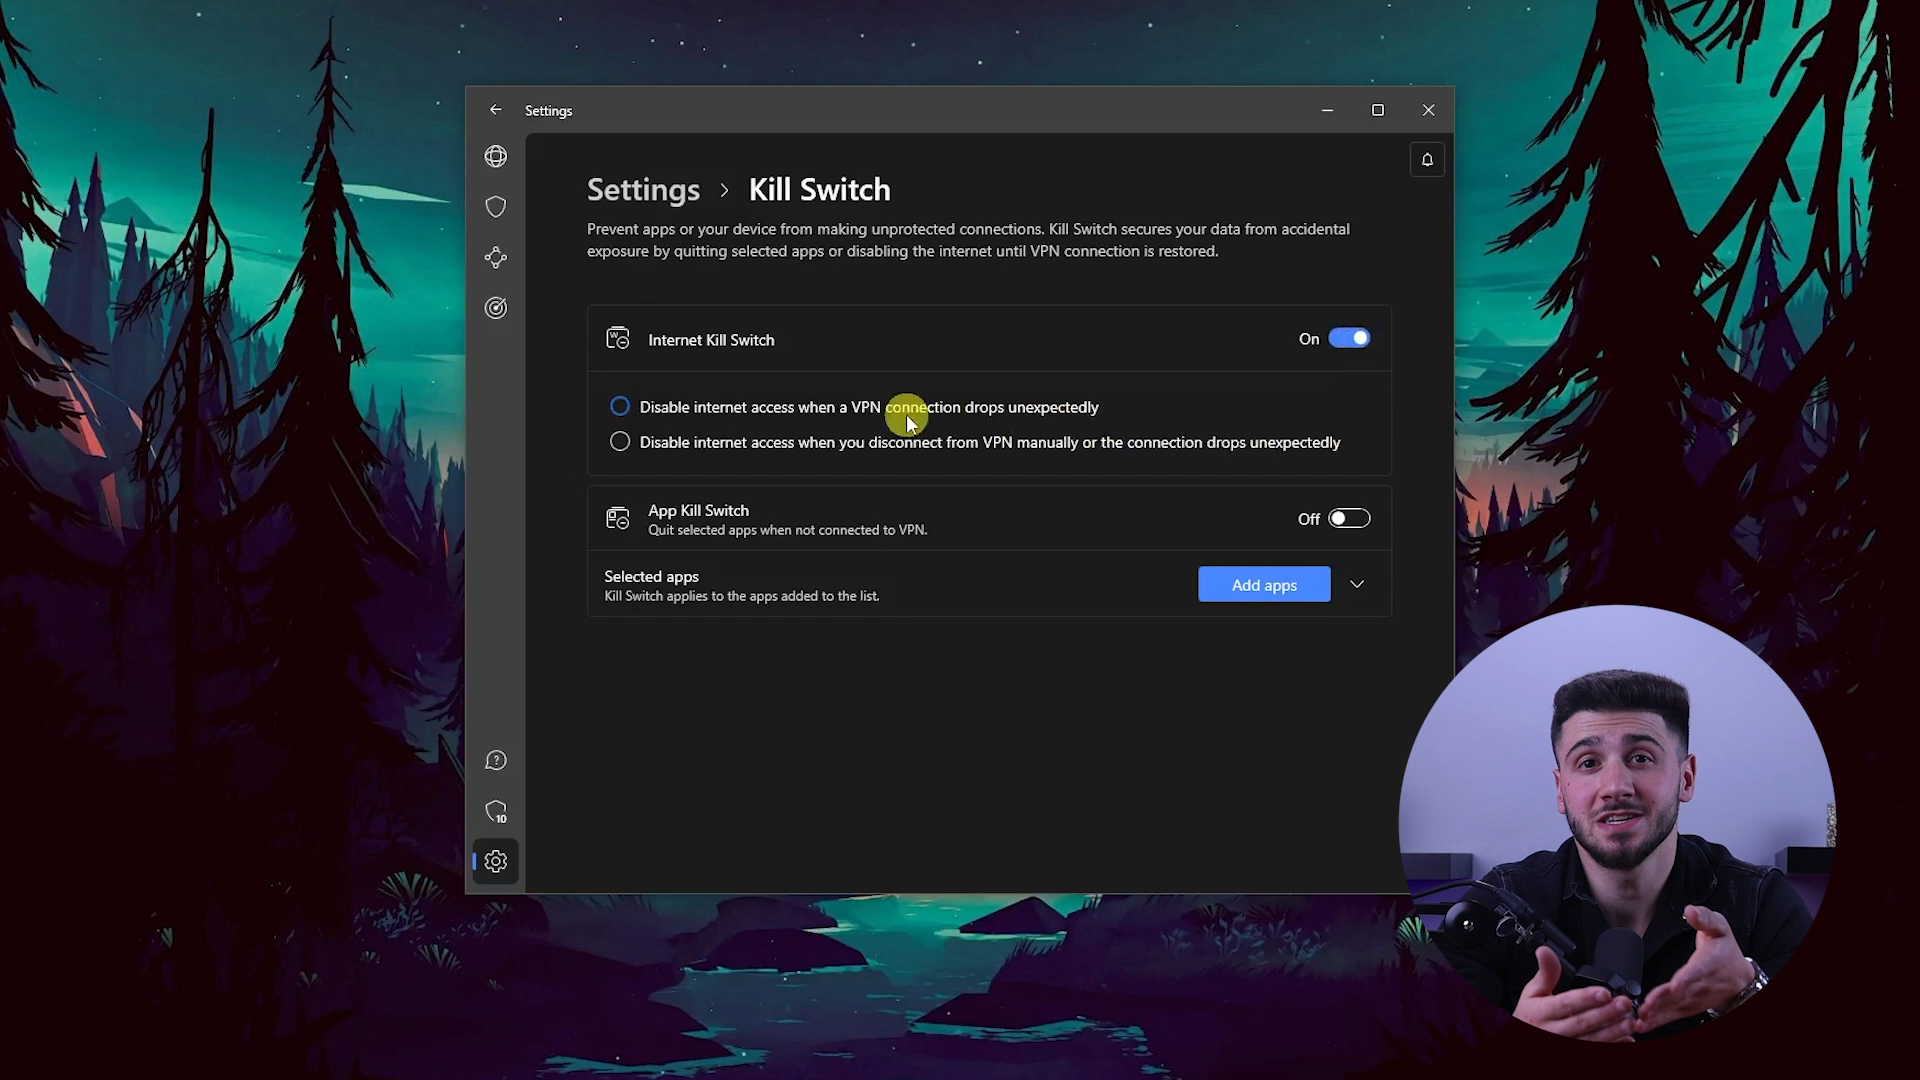 Settings
Settings > Kill Switch
Prevent apps or your device from making unprotected connections. Kill Switch secures your data from accidental
exposure by quitting selected apps or disabling the internet until VPN connection is restored.
Internet Kill Switch
On
Disable internet access when a VPN connection drops unexpectedly
Disable internet access when you disconnect from VPN manually or the connection drops unexpectedly
App Kill Switch
Off
Quit selected apps when not connected to VPN.
Selected apps
Add apps
Kill Switch applies to the apps added to the list.
10